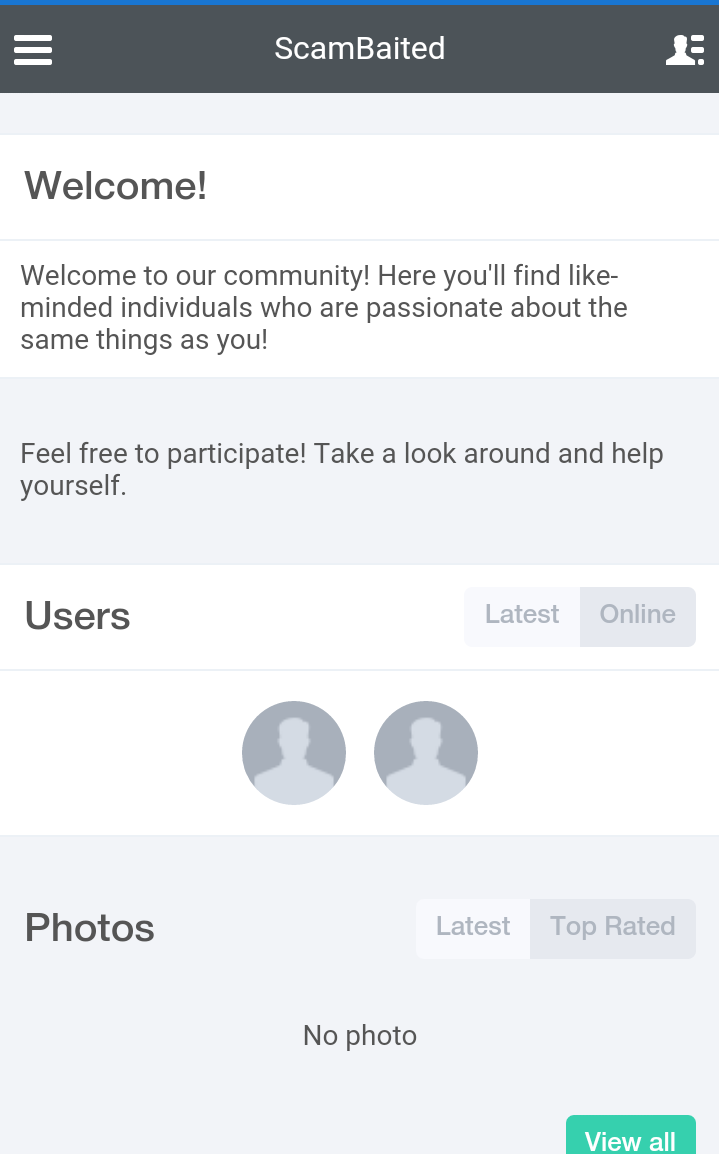 ScamBaited
Welcome!
Welcome to our community! Here you'll find like-
minded individuals who are passionate about the
same things as you!
Feel free to participate! Take a look around and help
yourself.
Users
Latest
Online
Photos
Latest
Top Rated
No photo
View all